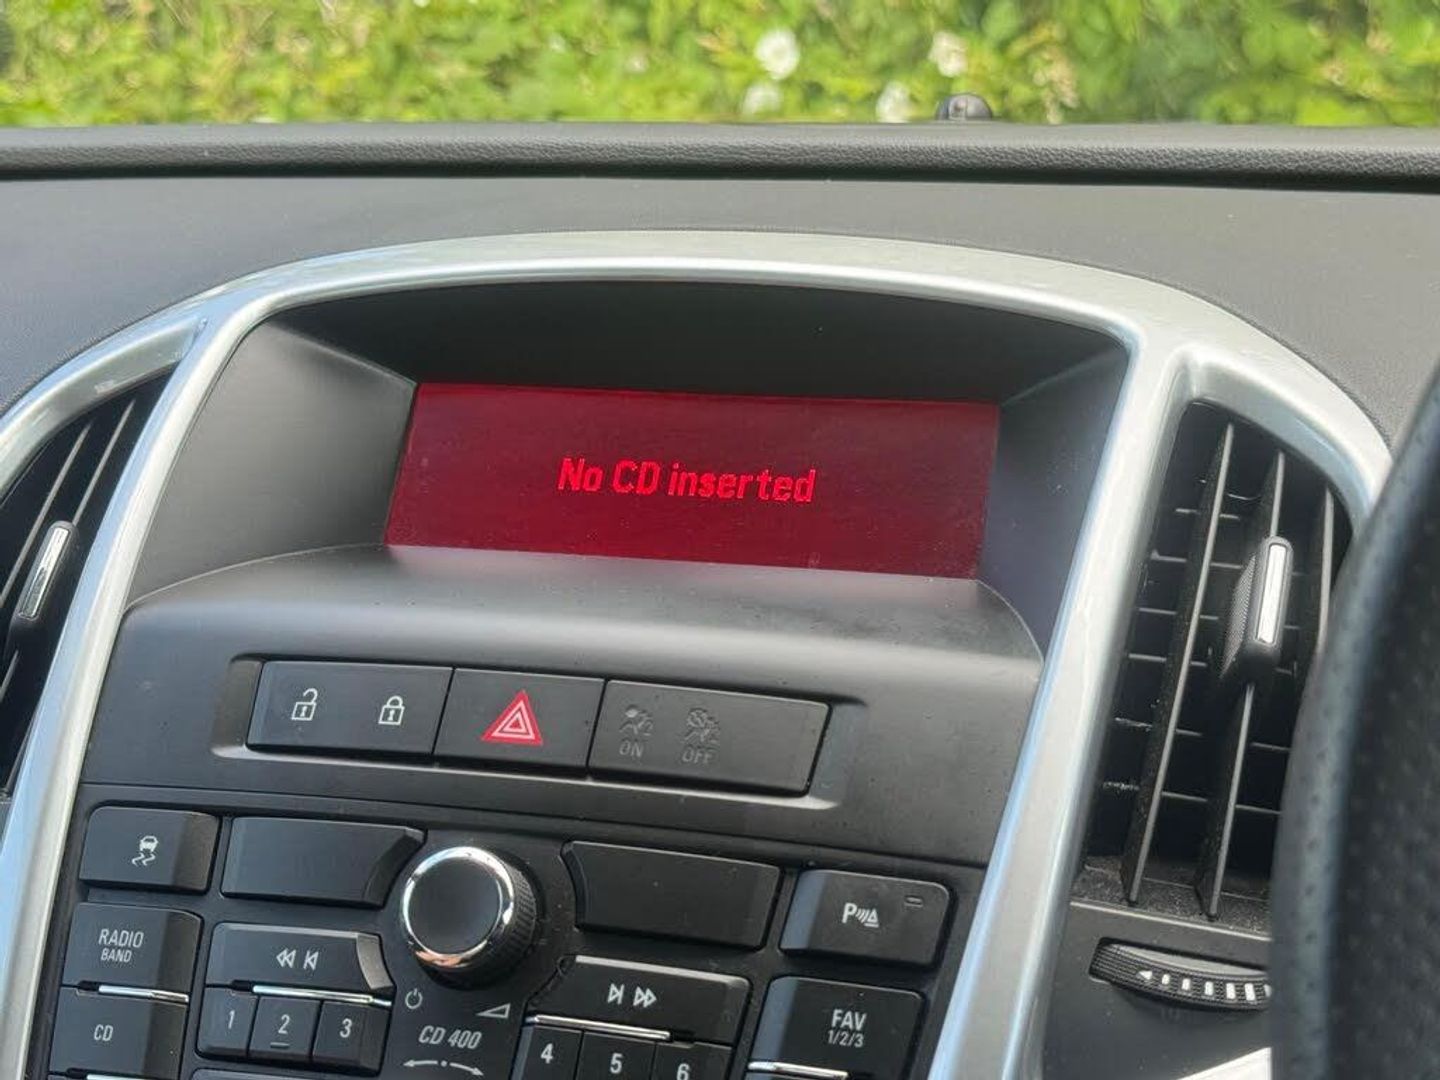 No CD inserted
ON OFF
RADIO
BAND
CD
1 2 3
CD 400
4 5 6
P
FAV
1/2/3